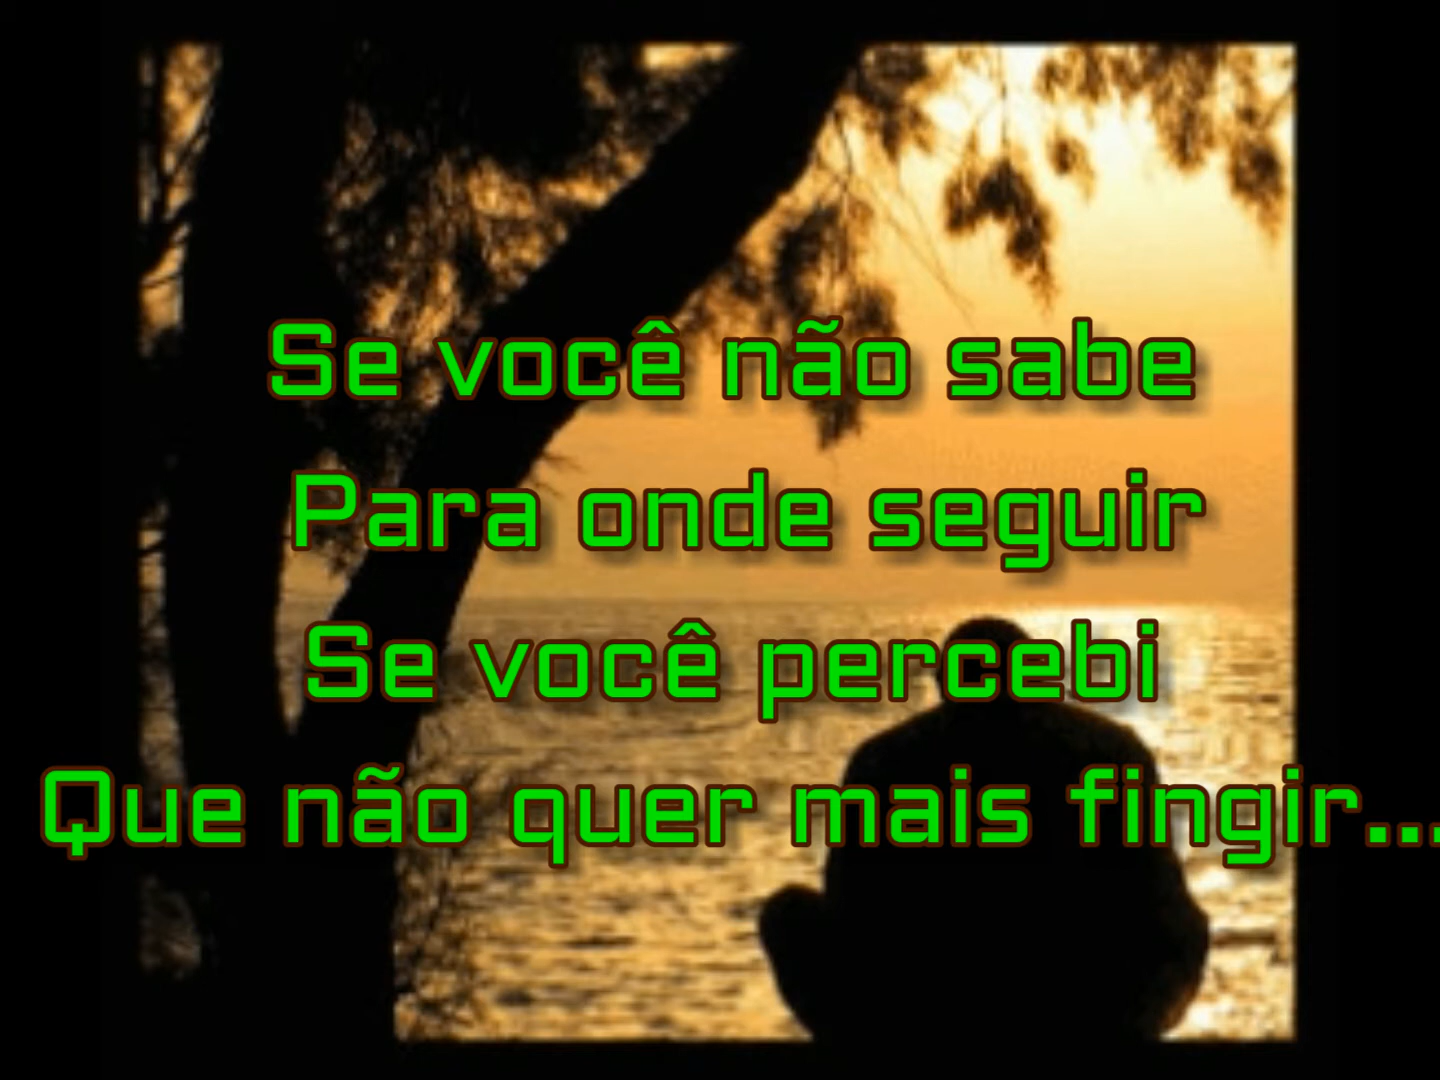 Se você não sabe
Para onde seguir
Se você percebi
Que não quer mais fingir...